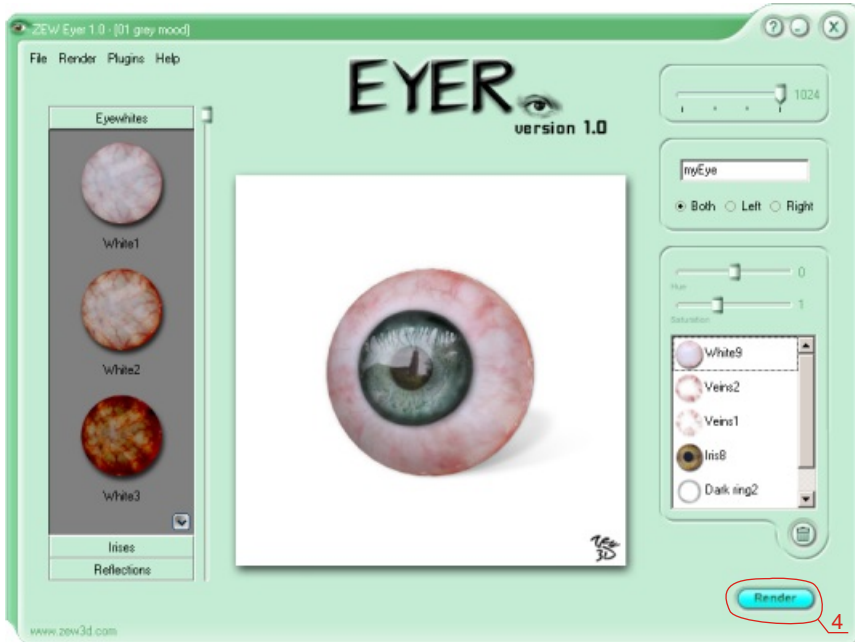 ZEW Eyer 1.0 - [01 grey mood]
File Render Plugins Help
EYER
version 1.0
1024
Eyewhites
White1
White2
White3
Irises
Reflections
myEye
Both Left Right
0
Hue
1
Saturation
White9
Veins2
Veins1
Iris8
Dark ring2
Zew
3D
Render
4
www.zew3d.com